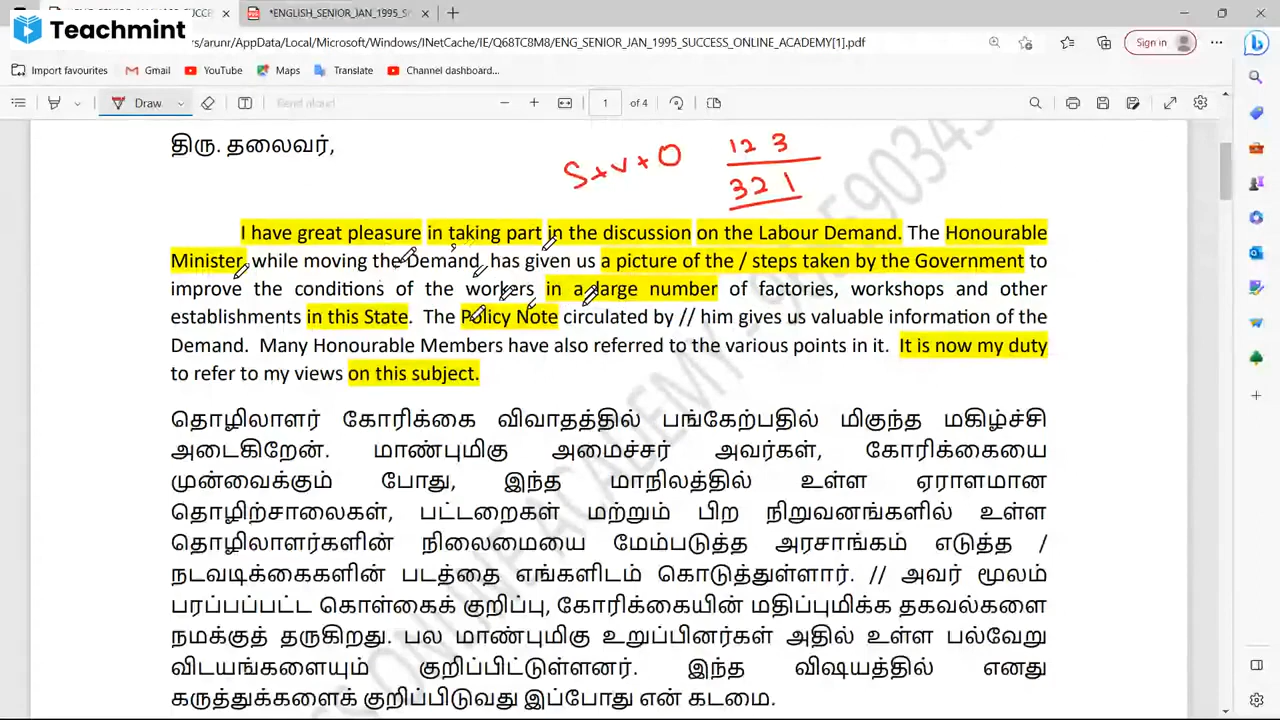 SUCCESS_
*ENGLISH_SENIOR_JAN_1995_SU
Teachmint
s/arunr/AppData/Local/Microsoft/Windows/INetCache/IE/Q68TC8M8/ENG_SENIOR_JAN_1995_SUCCESS_ONLINE_ACADEMY[1].pdf
Sign in
Import favourites Gmail YouTube Maps Translate Channel dashboard...
Draw Read aloud 1 of 4
திரு. தலைவர்,
S+V+O 12 3
321
I have great pleasure in taking part in the discussion on the Labour Demand. The Honourable
Minister, while moving the Demand, has given us a picture of the / steps taken by the Government to
improve the conditions of the workers in a large number of factories, workshops and other
establishments in this State. The Policy Note circulated by // him gives us valuable information of the
Demand. Many Honourable Members have also referred to the various points in it. It is now my duty
to refer to my views on this subject.
தொழிலாளர் கோரிக்கை விவாதத்தில் பங்கேற்பதில் மிகுந்த மகிழ்ச்சி
அடைகிறேன். மாண்புமிகு அமைச்சர் அவர்கள், கோரிக்கையை
முன்வைக்கும் போது, இந்த மாநிலத்தில் உள்ள ஏராளமான
தொழிற்சாலைகள், பட்டறைகள் மற்றும் பிற நிறுவனங்களில் உள்ள
தொழிலாளர்களின் நிலைமையை மேம்படுத்த அரசாங்கம் எடுத்த /
நடவடிக்கைகளின் படத்தை எங்களிடம் கொடுத்துள்ளார். // அவர் மூலம்
பரப்பப்பட்ட கொள்கைக் குறிப்பு, கோரிக்கையின் மதிப்புமிக்க தகவல்களை
நமக்குத் தருகிறது. பல மாண்புமிகு உறுப்பினர்கள் அதில் உள்ள பல்வேறு
விடயங்களையும் குறிப்பிட்டுள்ளனர். இந்த விஷயத்தில் எனது
கருத்துக்களைக் குறிப்பிடுவது இப்போது என் கடமை.